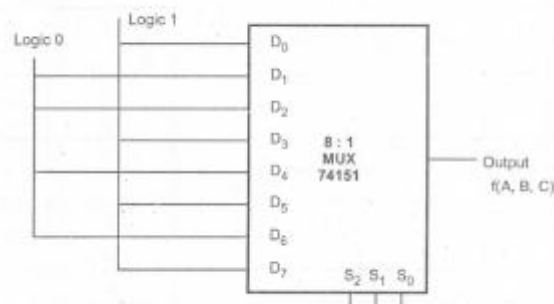 Logic 0
Logic 1
D0
D1
D2
D3
D4
D5
D6
D7
8 : 1
MUX
74151
S2 S1 S0
Output
f(A, B, C)